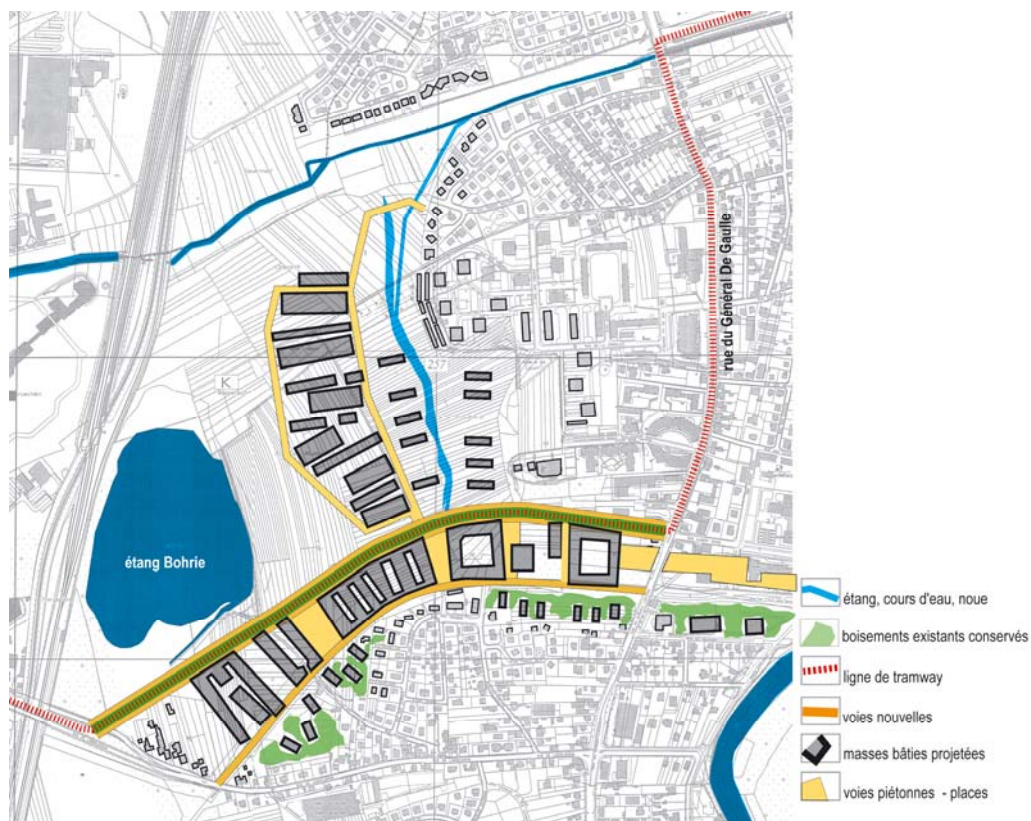 rue du Général De Gaulle
257
K
étang Bohrie
étang, cours d'eau, noue
boisements existants conservés
ligne de tramway
voies nouvelles
masses bâties projetées
voies piétonnes - places